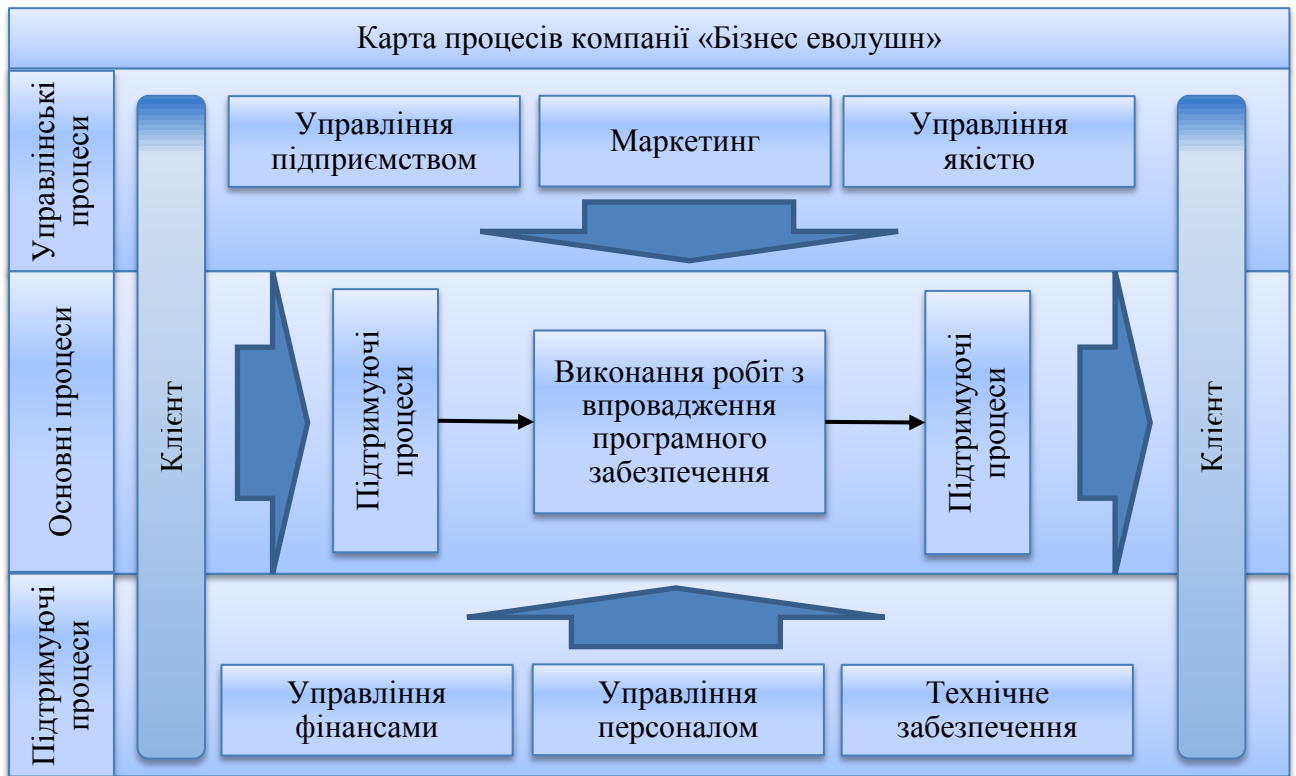 Карта процесів компанії «Бізнес еволушн»
Управлінські
процеси
Управління
підприємством
Маркетинг
Управління
якістю
Основні процеси
Клієнт
Підтримуючі
процеси
Виконання робіт з
впровадження
програмного
забезпечення
Підтримуючі
процеси
Клієнт
Підтримуючі
процеси
Управління
фінансами
Управління
персоналом
Технічне
забезпечення